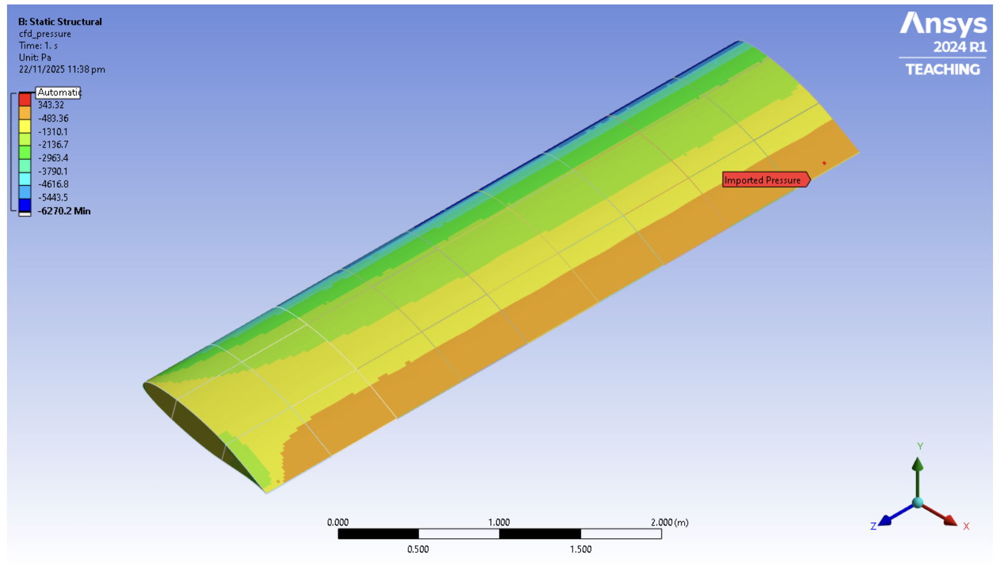 B: Static Structural
cfd_pressure
Time: 1. s
Unit: Pa
22/11/2025 11:38 pm
Automatic
343.32
-483.36
-1310.1
-2136.7
-2963.4
-3790.1
-4616.8
-5443.5
-6270.2 Min
Ansys
2024 R1
TEACHING
Imported Pressure
Y
Z
X
0.000 1.000 2.000 (m)
0.500 1.500